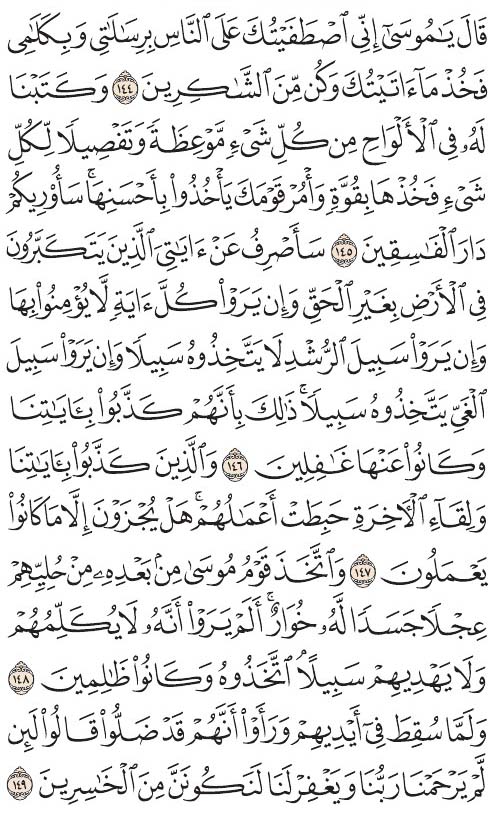 قَالَ يَٰمُوسَىٰٓ إِنِّي ٱصۡطَفَيۡتُكَ عَلَى ٱلنَّاسِ بِرِسَٰلَٰتِي وَبِكَلَٰمِي
فَخُذۡ مَآ ءَاتَيۡتُكَ وَكُن مِّنَ ٱلشَّٰكِرِينَ ١٤٤ وَكَتَبۡنَا
لَهُۥ فِي ٱلۡأَلۡوَاحِ مِن كُلِّ شَيۡءٖ مَّوۡعِظَةٗ وَتَفۡصِيلٗا لِّكُلِّ
شَيۡءٖ فَخُذۡهَا بِقُوَّةٖ وَأۡمُرۡ قَوۡمَكَ يَأۡخُذُواْ بِأَحۡسَنِهَاۚ سَأُوْرِيكُمۡ
دَارَ ٱلۡفَٰسِقِينَ ١٤٥ سَأَصۡرِفُ عَنۡ ءَايَٰتِيَ ٱلَّذِينَ يَتَكَبَّرُونَ
فِي ٱلۡأَرۡضِ بِغَيۡرِ ٱلۡحَقِّ وَإِن يَرَوۡاْ كُلَّ ءَايَةٖ لَّا يُؤۡمِنُواْ بِهَا
وَإِن يَرَوۡاْ سَبِيلَ ٱلرُّشۡدِ لَا يَتَّخِذُوهُ سَبِيلٗا وَإِن يَرَوۡاْ سَبِيلَ
ٱلۡغَيِّ يَتَّخِذُوهُ سَبِيلٗاۚ ذَٰلِكَ بِأَنَّهُمۡ كَذَّبُواْ بِـَٔايَٰتِنَا
وَكَانُواْ عَنۡهَا غَٰفِلِينَ ١٤٦ وَٱلَّذِينَ كَذَّبُواْ بِـَٔايَٰتِنَا
وَلِقَآءِ ٱلۡأٓخِرَةِ حَبِطَتۡ أَعۡمَٰلُهُمۡۚ هَلۡ يُجۡزَوۡنَ إِلَّا مَا كَانُواْ
يَعۡمَلُونَ ١٤٧ وَٱتَّخَذَ قَوۡمُ مُوسَىٰ مِنۢ بَعۡدِهِۦ مِنۡ حُلِيِّهِمۡ
عِجۡلٗا جَسَدٗا لَّهُۥ خُوَارٌۚ أَلَمۡ يَرَوۡاْ أَنَّهُۥ لَا يُكَلِّمُهُمۡ
وَلَا يَهۡدِيهِمۡ سَبِيلًاۘ ٱتَّخَذُوهُ وَكَانُواْ ظَٰلِمِينَ ١٤٨
وَلَمَّا سُقِطَ فِيٓ أَيۡدِيهِمۡ وَرَأَوۡاْ أَنَّهُمۡ قَدۡ ضَلُّواْ قَالُواْ لَئِن
لَّمۡ يَرۡحَمۡنَا رَبُّنَا وَيَغۡفِرۡ لَنَا لَنَكُونَنَّ مِنَ ٱلۡخَٰسِرِينَ ١٤٩